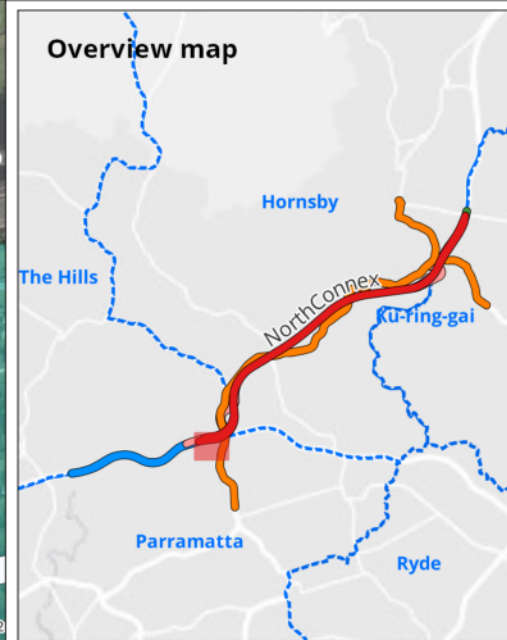 Overview map
Hornsby
The Hills
NorthConnex
Ku-ring-gai
Parramatta
Ryde